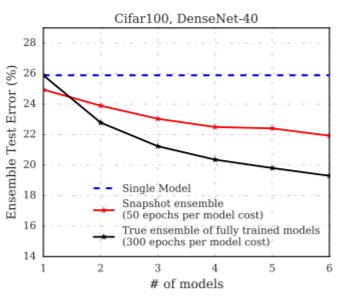 Cifar100, DenseNet-40
Ensemble Test Error (%)
28
26
24
22
20
18
16
14
Single Model
Snapshot ensemble
(50 epochs per model cost)
True ensemble of fully trained models
(300 epochs per model cost)
1 2 3 4 5 6
# of models